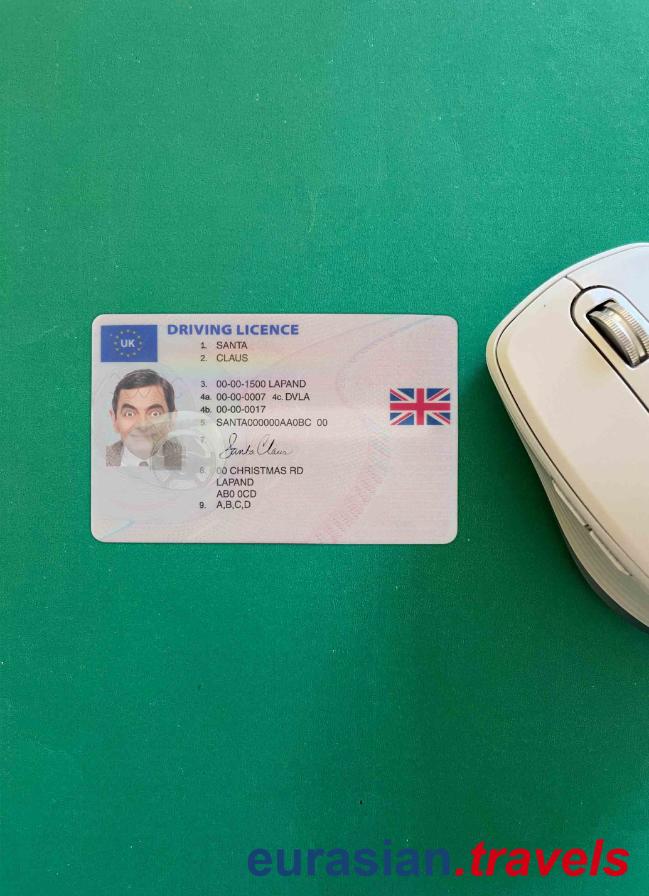 UK
DRIVING LICENCE
1. SANTA
2. CLAUS
3. 00-00-1500 LAPAND
4a. 00-00-0007 4c. DVLA
4b. 00-00-0017
5. SANTA000000AA0BC 00
7. Santa Claus
8. 00 CHRISTMAS RD
LAPAND
AB0 0CD
9. A,B,C,D
eurasian.travels